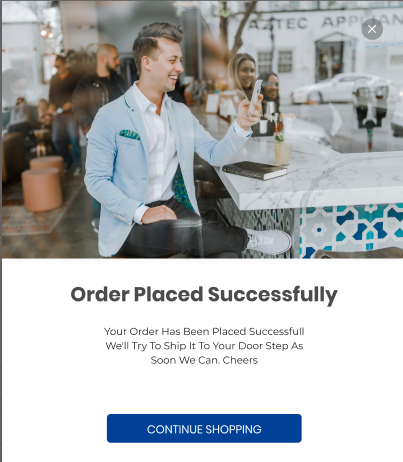 AZTEC APPLIAN
Order Placed Successfully
Your Order Has Been Placed Successfull
We'll Try To Ship It To Your Door Step As
Soon We Can. Cheers
CONTINUE SHOPPING